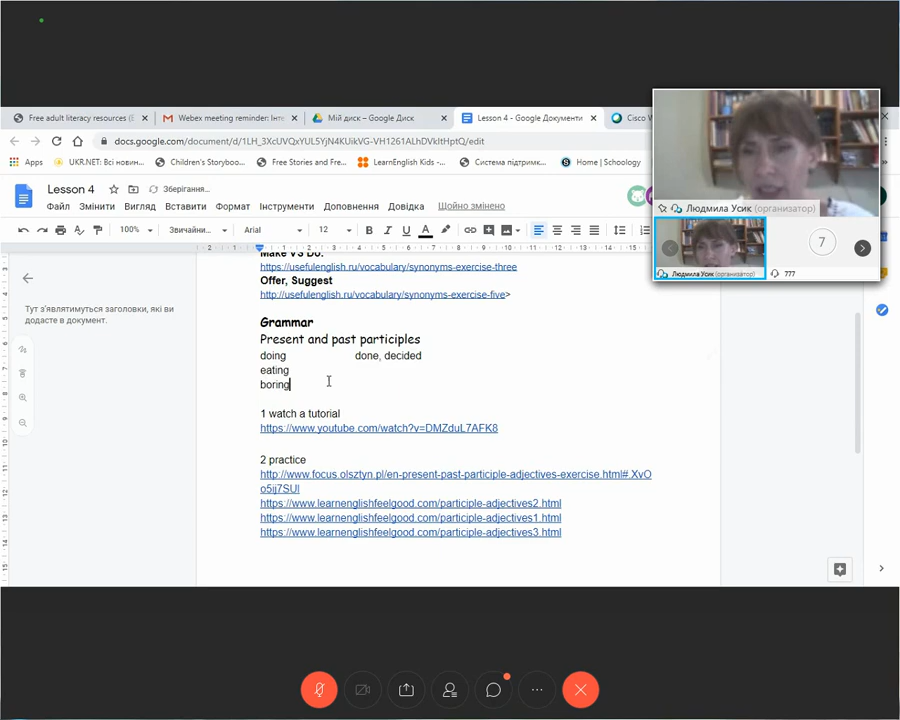 Free adult literacy resources (S
Webex meeting reminder: Інте
Мій диск – Google Диск
Lesson 4 - Google Документи
Cisco W
docs.google.com/document/d/1LH_3XcUVQxYUL5YjN4KUikVG-VH1261ALhDVkltHptQ/edit
Apps
UKR.NET: Всі новин...
Children's Storyboo...
Free Stories and Fre...
LearnEnglish Kids -...
Система підтримк...
Home | Schoology
Lesson 4
Зберігання...
Файл Змінити Вигляд Вставити Формат Інструменти Доповнення Довідка Щойно змінено
100% Звичайний... Arial 12 B I U A
Людмила Усик (организатор)
Людмила Усик (организатор)
7
777
Тут з'являтимуться заголовки, які ви
додасте в документ.
Make VS Do:
https://usefulenglish.ru/vocabulary/synonyms-exercise-three
Offer, Suggest
http://usefulenglish.ru/vocabulary/synonyms-exercise-five>
Grammar
Present and past participles
doing done, decided
eating
boring
1 watch a tutorial
https://www.youtube.com/watch?v=DMZduL7AFK8
2 practice
http://www.focus.olsztyn.pl/en-present-past-participle-adjectives-exercise.html#.XvO
o5ij7SUl
https://www.learnenglishfeelgood.com/participle-adjectives2.html
https://www.learnenglishfeelgood.com/participle-adjectives1.html
https://www.learnenglishfeelgood.com/participle-adjectives3.html